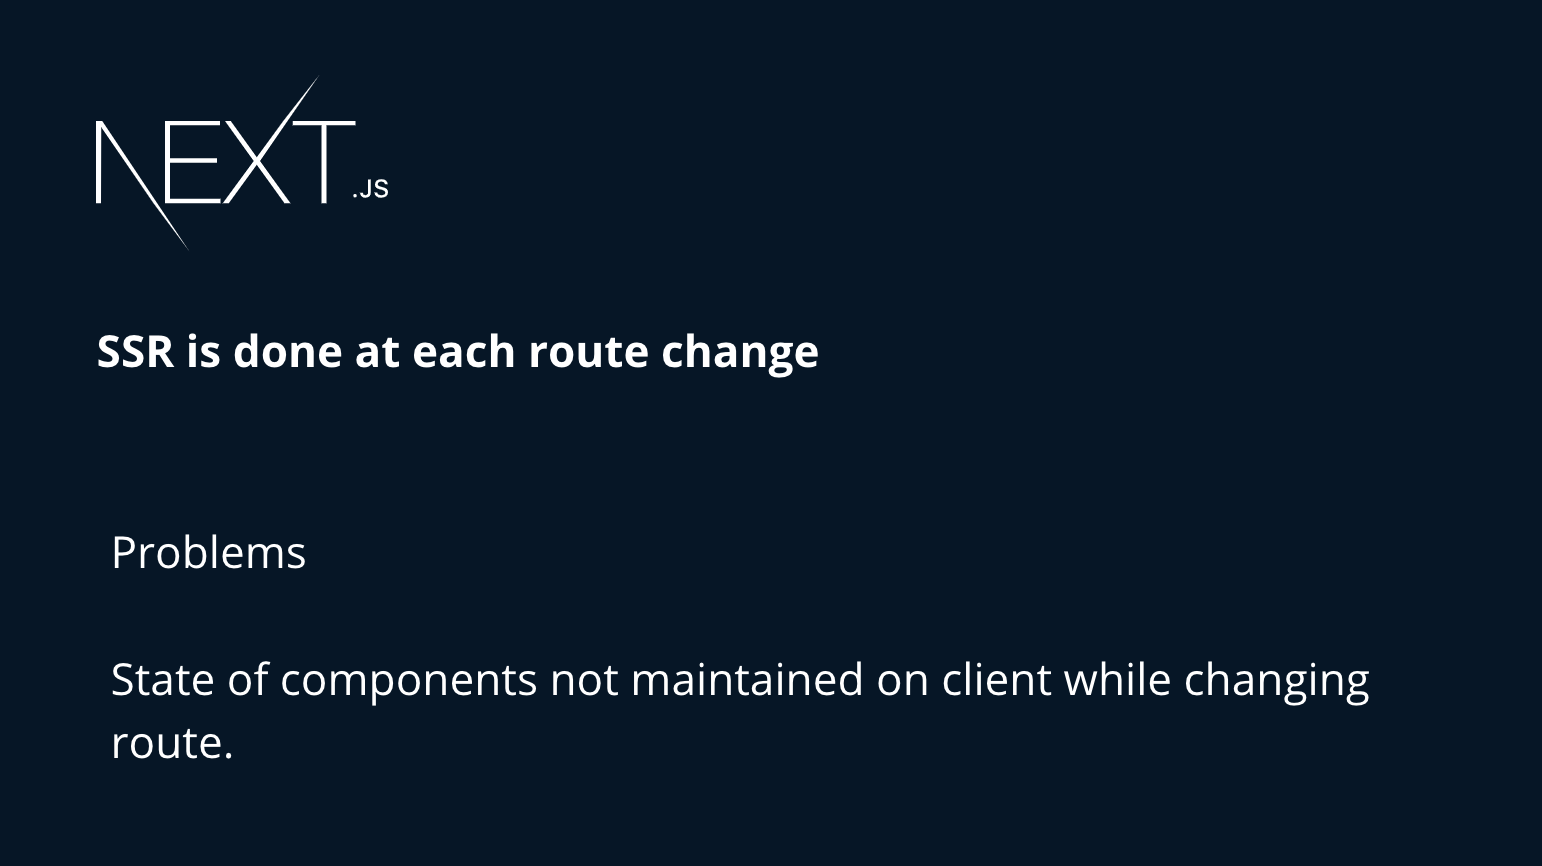 NEXT.JS
SSR is done at each route change
Problems
State of components not maintained on client while changing
route.